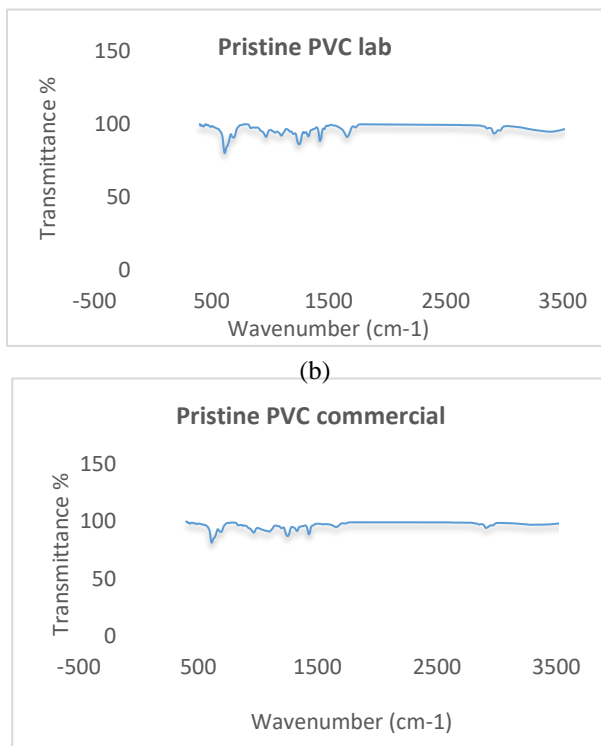 Pristine PVC lab
150
100
50
0
Transmittance %
-500 500 1500 2500 3500
Wavenumber (cm-1)
(b)
Pristine PVC commercial
150
100
50
0
Transmittance %
-500 500 1500 2500 3500
Wavenumber (cm-1)